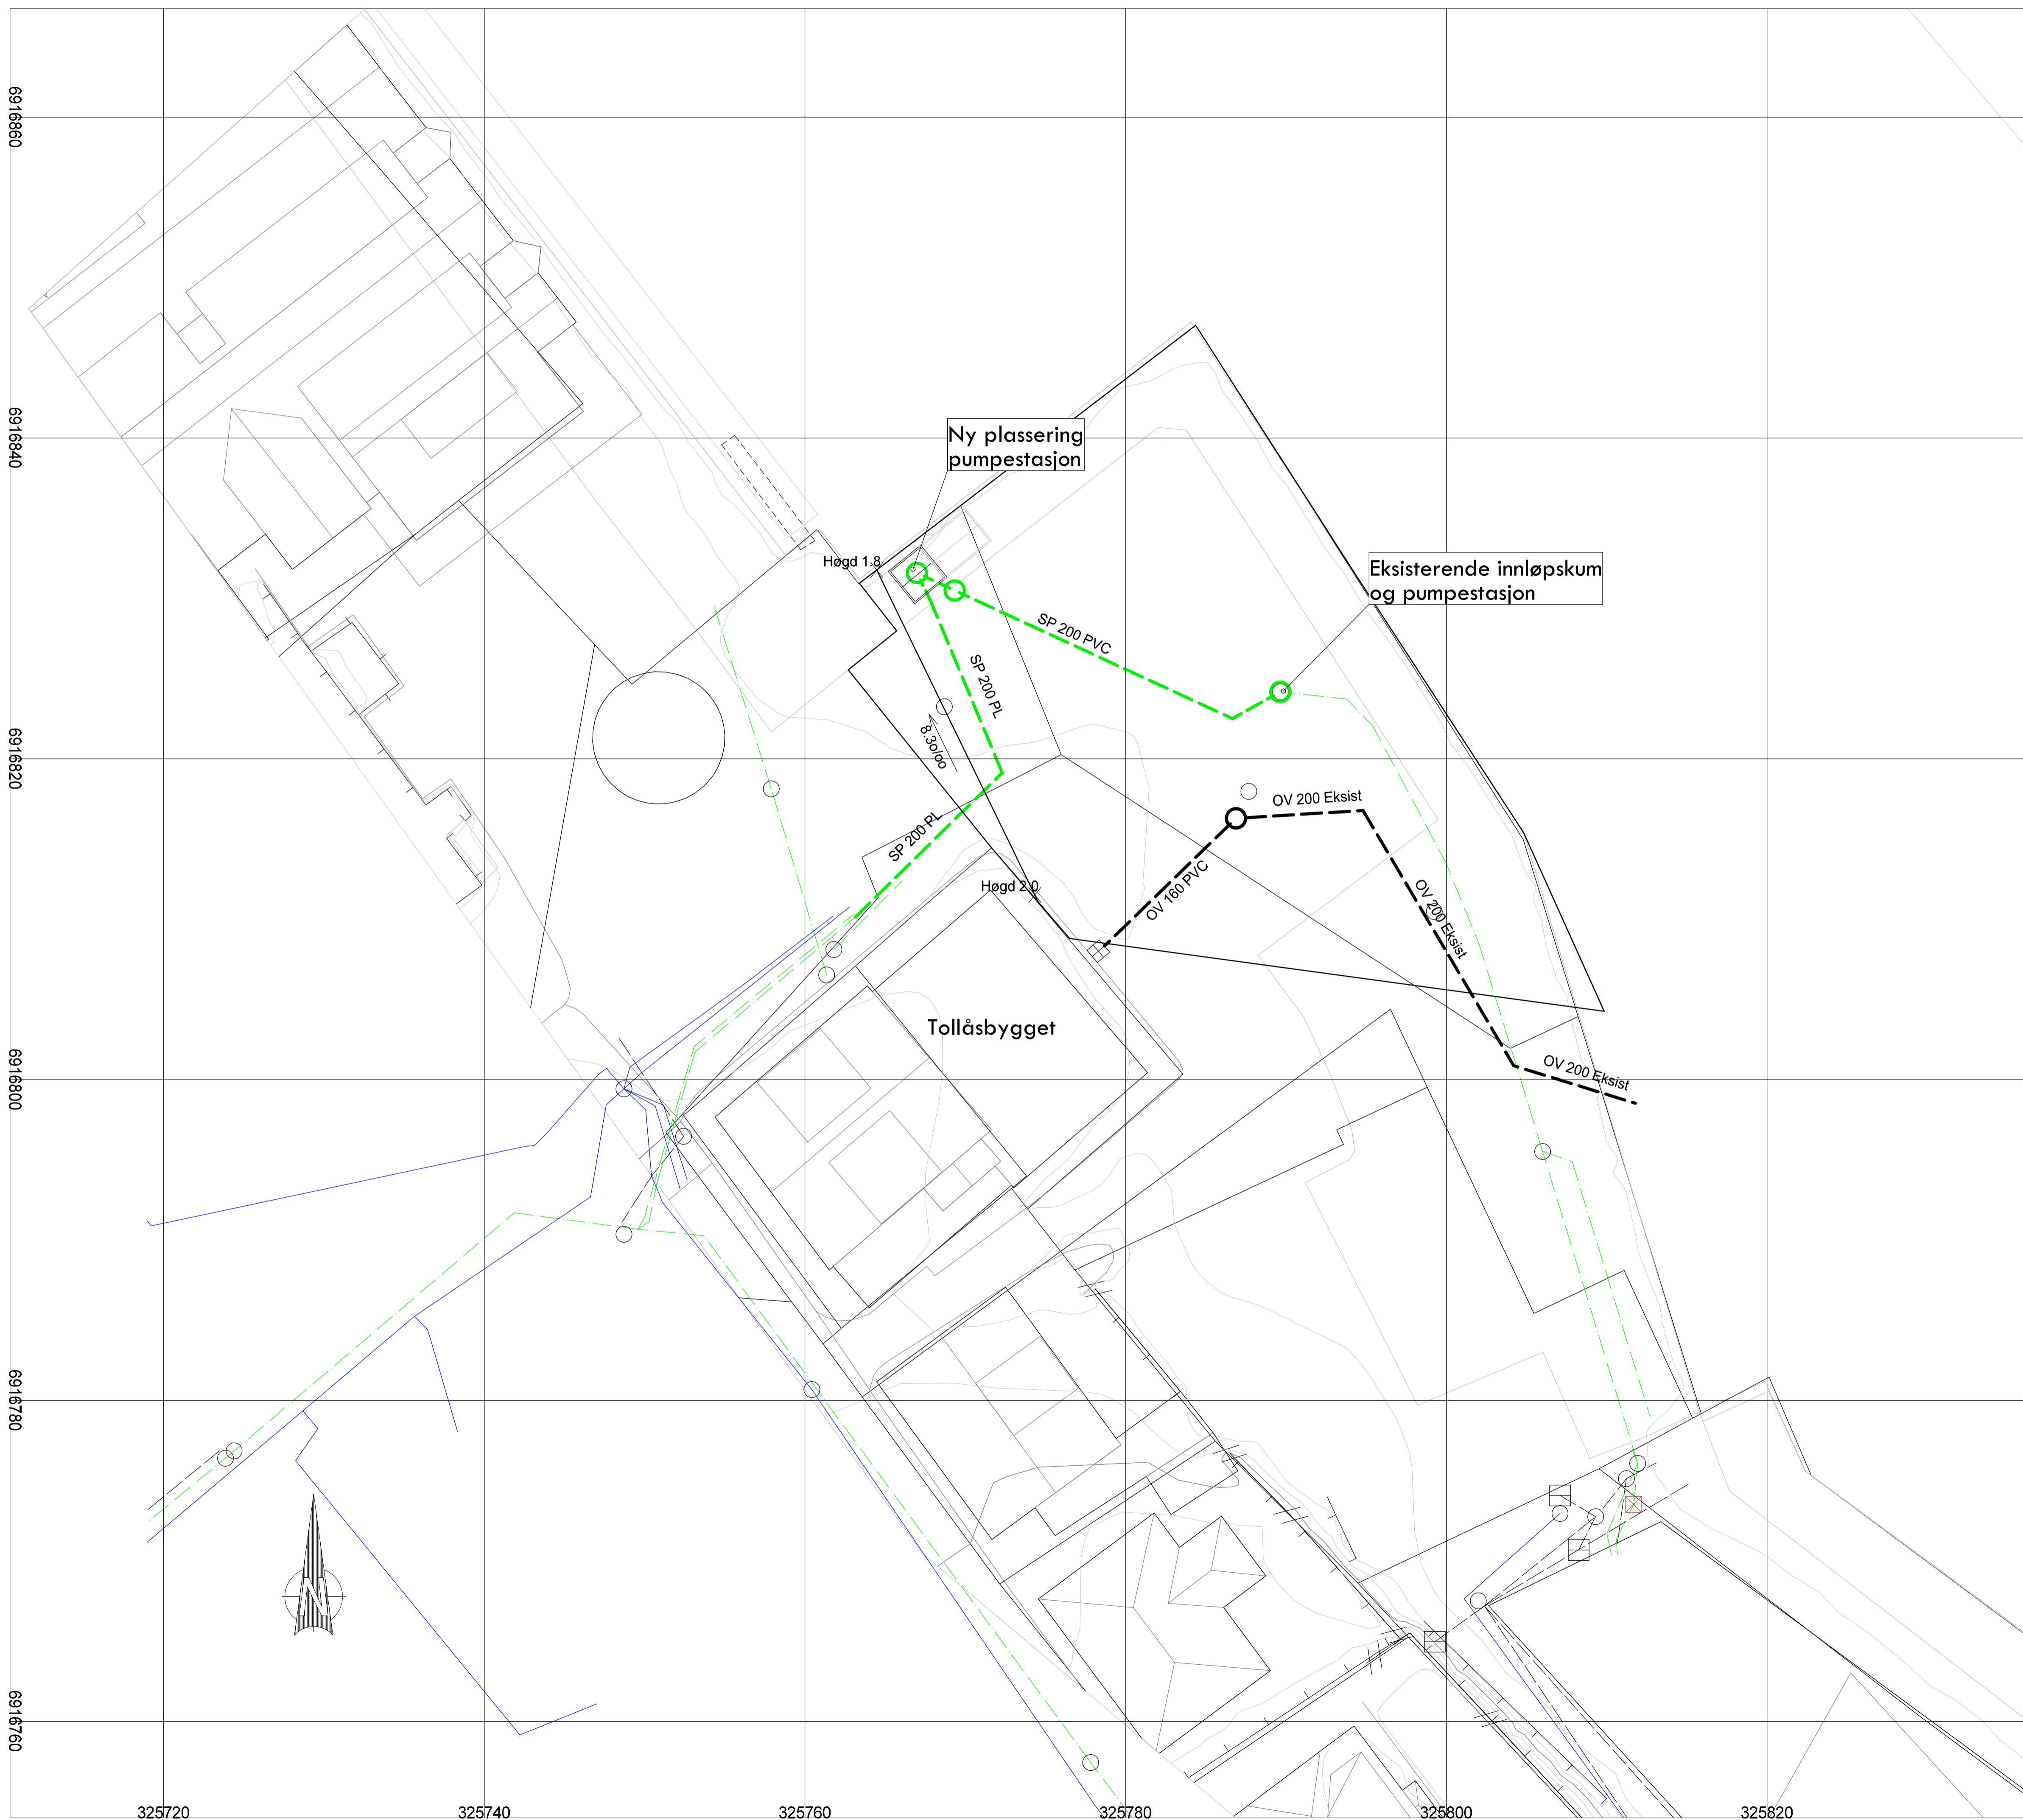 6916860
6916840
Ny plassering
pumpestasjon
Høgd 1.8
Eksisterende innløpskum
og pumpestasjon
SP 200 PVC
SP 200 PL
8.3o/oo
6916820
OV 200 Eksist
SP 200 PL
Høgd 2.0
OV 160 PVC
OV 200 Eksist
Tollåsbygget
6916800
OV 200 Eksist
6916780
N
6916760
325720
325740
325760
325780
325800
325820